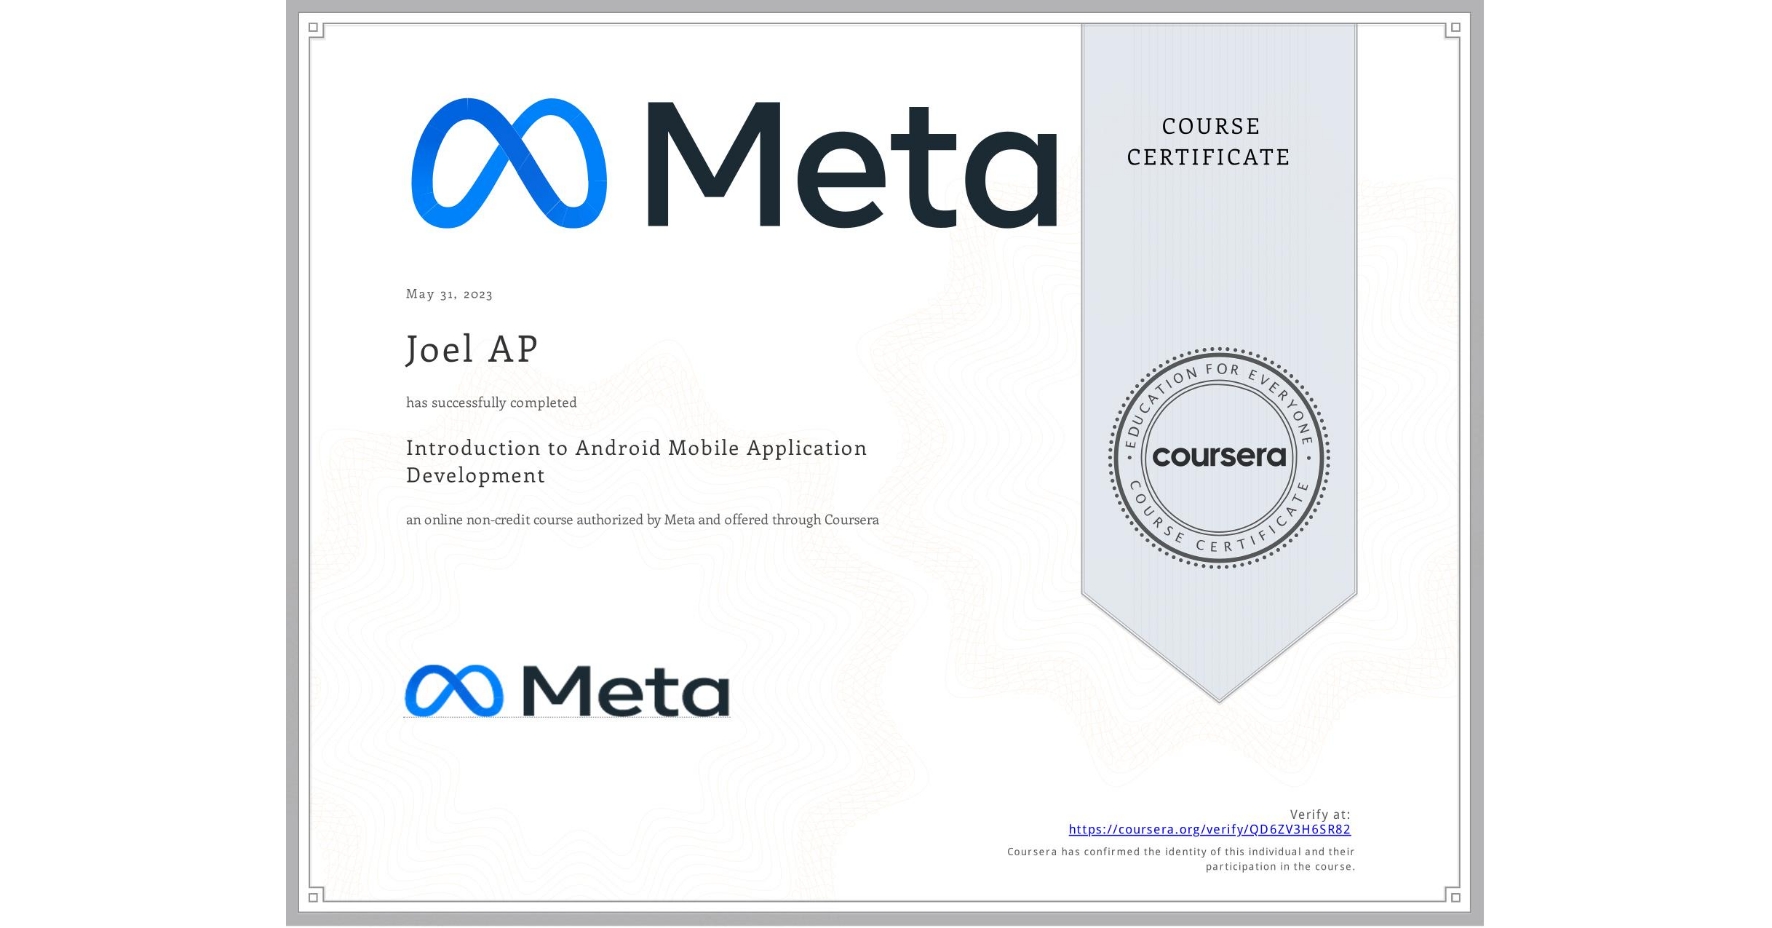 Meta
COURSE
CERTIFICATE
May 31, 2023
Joel AP
has successfully completed
Introduction to Android Mobile Application
Development
an online non-credit course authorized by Meta and offered through Coursera
EDUCATION FOR EVERYONE
coursera
COURSE CERTIFICATE
Meta
Verify at:
https://coursera.org/verify/QD6ZV3H6SR82
Coursera has confirmed the identity of this individual and their
participation in the course.